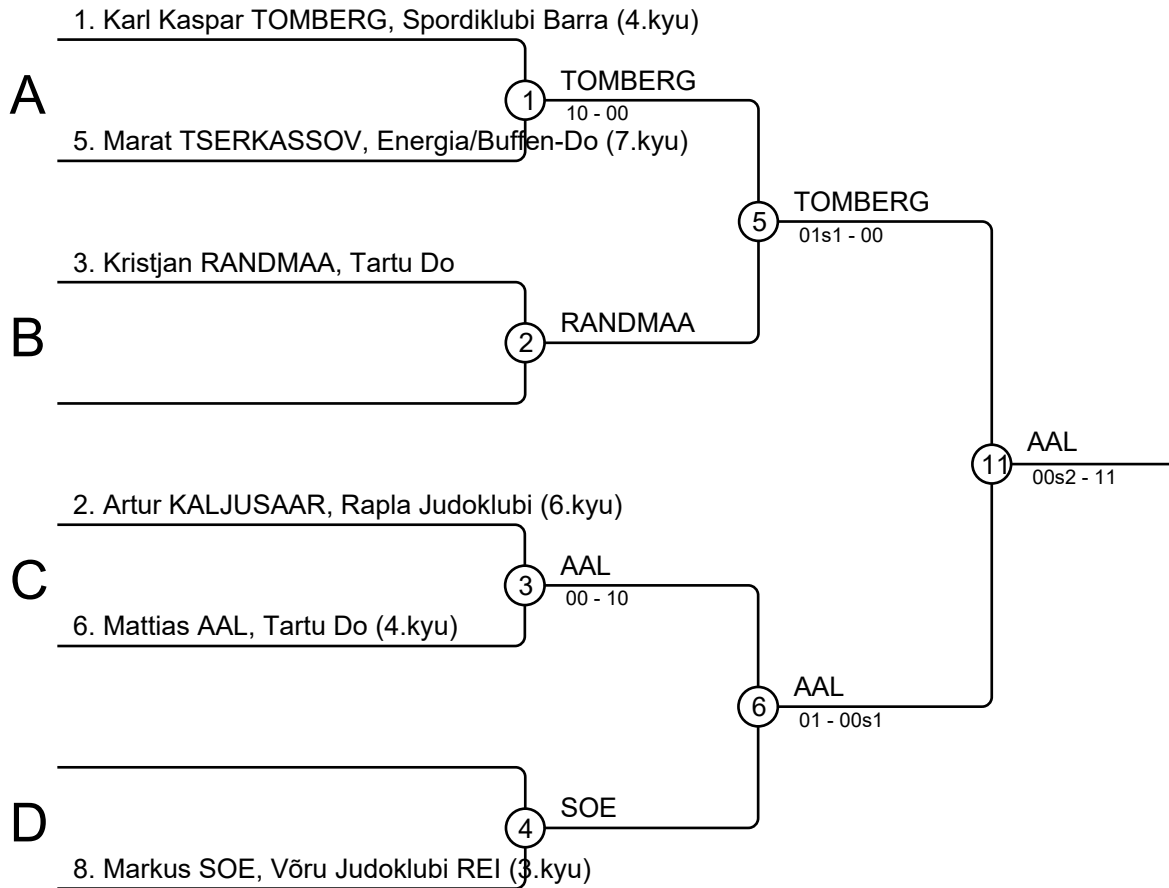 1. Karl Kaspar TOMBERG, Spordiklubi Barra (4.kyu)
A
1
TOMBERG
10 - 00
5. Marat TSERKASSOV, Energia/Buffen-Do (7.kyu)
5
TOMBERG
01s1 - 00
3. Kristjan RANDMAA, Tartu Do
B
2
RANDMAA
11
AAL
00s2 - 11
2. Artur KALJUSAAR, Rapla Judoklubi (6.kyu)
C
3
AAL
00 - 10
6. Mattias AAL, Tartu Do (4.kyu)
6
AAL
01 - 00s1
D
4
SOE
8. Markus SOE, Võru Judoklubi REI (3.kyu)